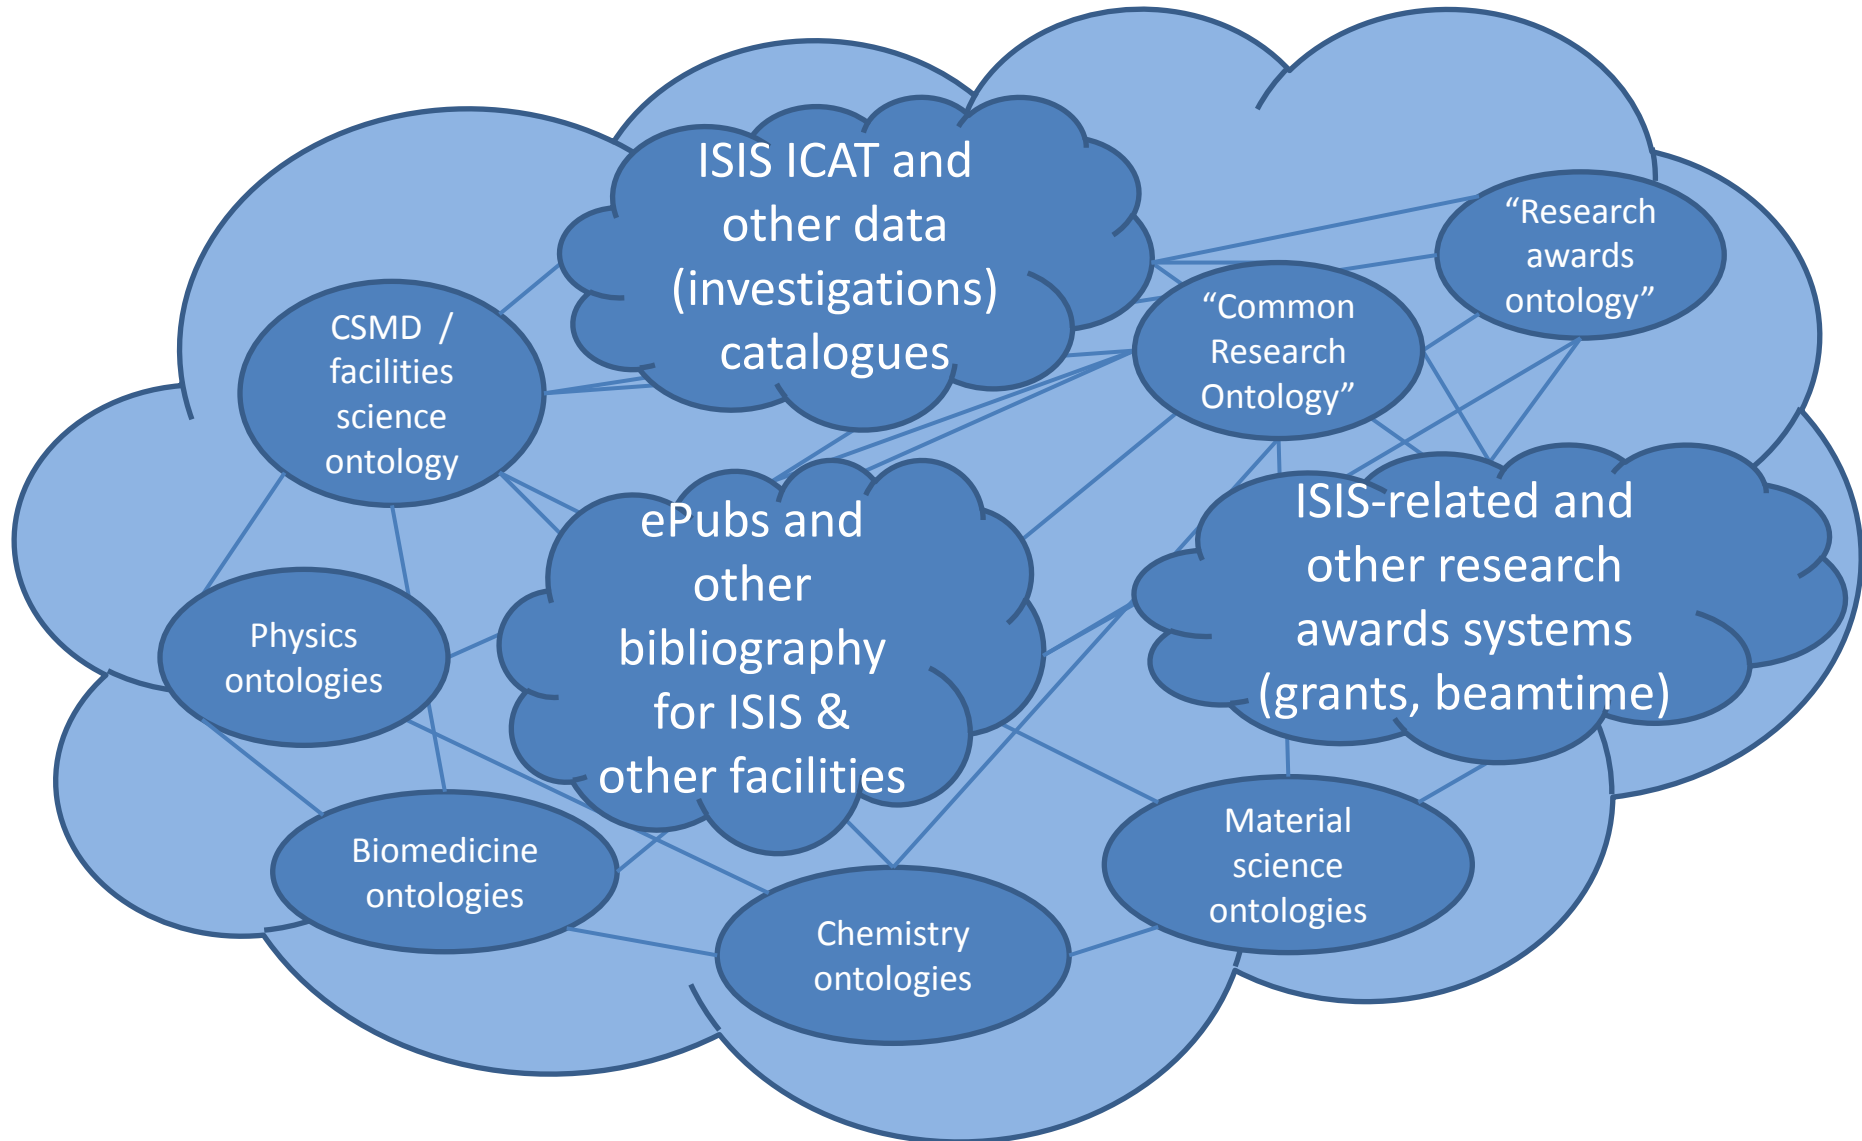 ISIS ICAT and
other data
(investigations)
catalogues
“Research
awards
ontology”
“Common
Research
Ontology”
CSMD  /
facilities
science
ontology
ePubs and
other
bibliography
for ISIS &
other facilities
ISIS-related and
other research
awards systems
(grants, beamtime)
Physics
ontologies
Biomedicine
ontologies
Chemistry
ontologies
Material
science
ontologies